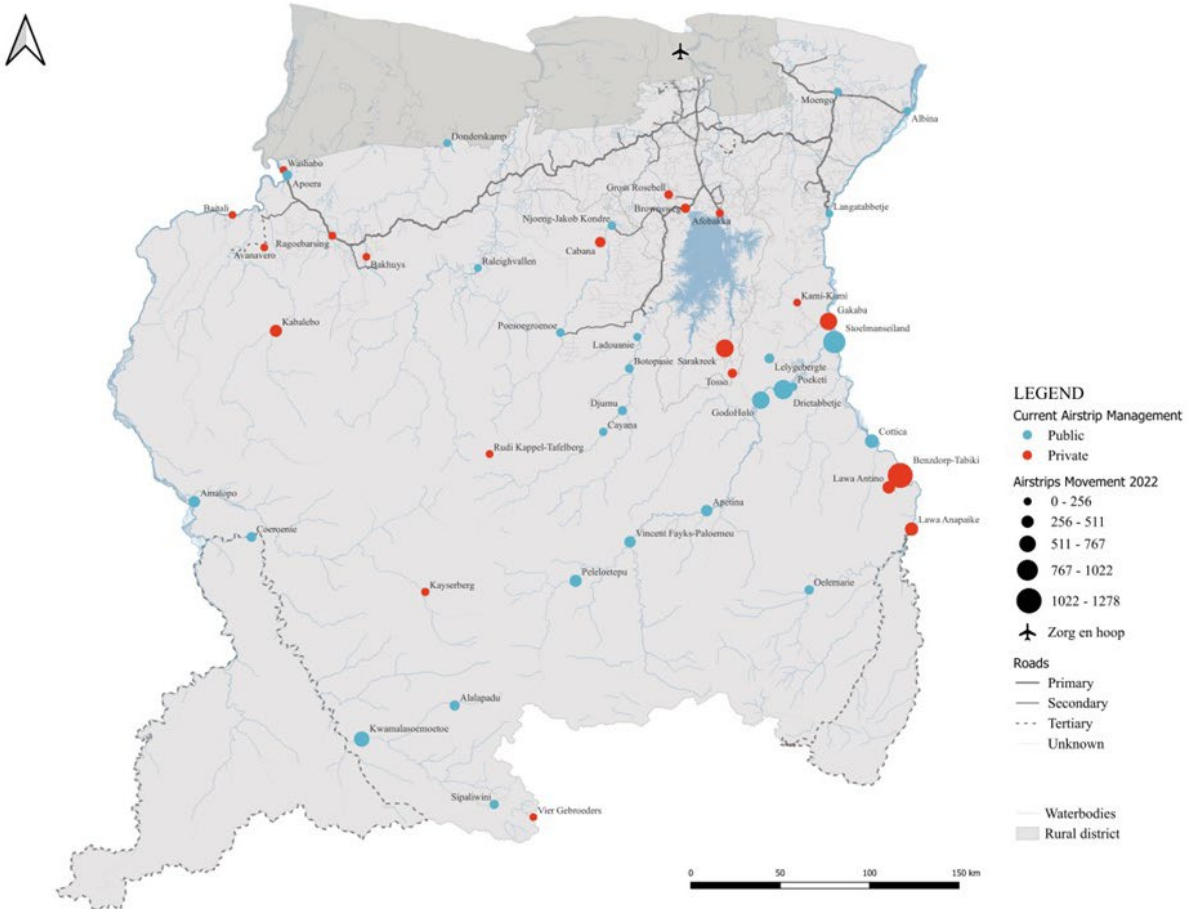 Moengo
Albina
Donderskamp
Washabo
Apoera
Gross Rosebell
Brownsweg
Afobakka
Langatabbetje
Baitali
Njoeng-Jakob Kondre
Cabana
Avanavero
Ragoebarsing
Bakhuys
Raleighvallen
Kami-Kami
Gakaba
Stoelmanseiland
Kabalebo
Poesoegroenoe
Ladouanie
Botopasie
Sarakreek
Lelygebergte
Tosso
Poeketi
Drietabbetje
GodoHolo
Djumu
Cayana
Cottica
Rudi Kappel-Tafelberg
Benzdorp-Tabiki
Lawa Antino
Amatopo
Apetina
Lawa Anapaike
Coeroenie
Vincent Fayks-Paloemeu
Kayserberg
Peleloetepu
Oelemarie
Alalapadu
Kwamalasoemoetoe
Sipaliwini
Vier Gebroeders
LEGEND
Current Airstrip Management
Public
Private
Airstrips Movement 2022
0 - 256
256 - 511
511 - 767
767 - 1022
1022 - 1278
Zorg en hoop
Roads
Primary
Secondary
Tertiary
Unknown
Waterbodies
Rural district
0 50 100 150 km